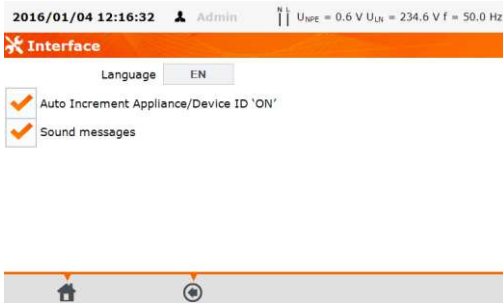 2016/01/04 12:16:32 Admin N L UNPE = 0.6 V ULN = 234.6 V f = 50.0 Hz
Interface
Language EN
Auto Increment Appliance/Device ID ‘ON’
Sound messages